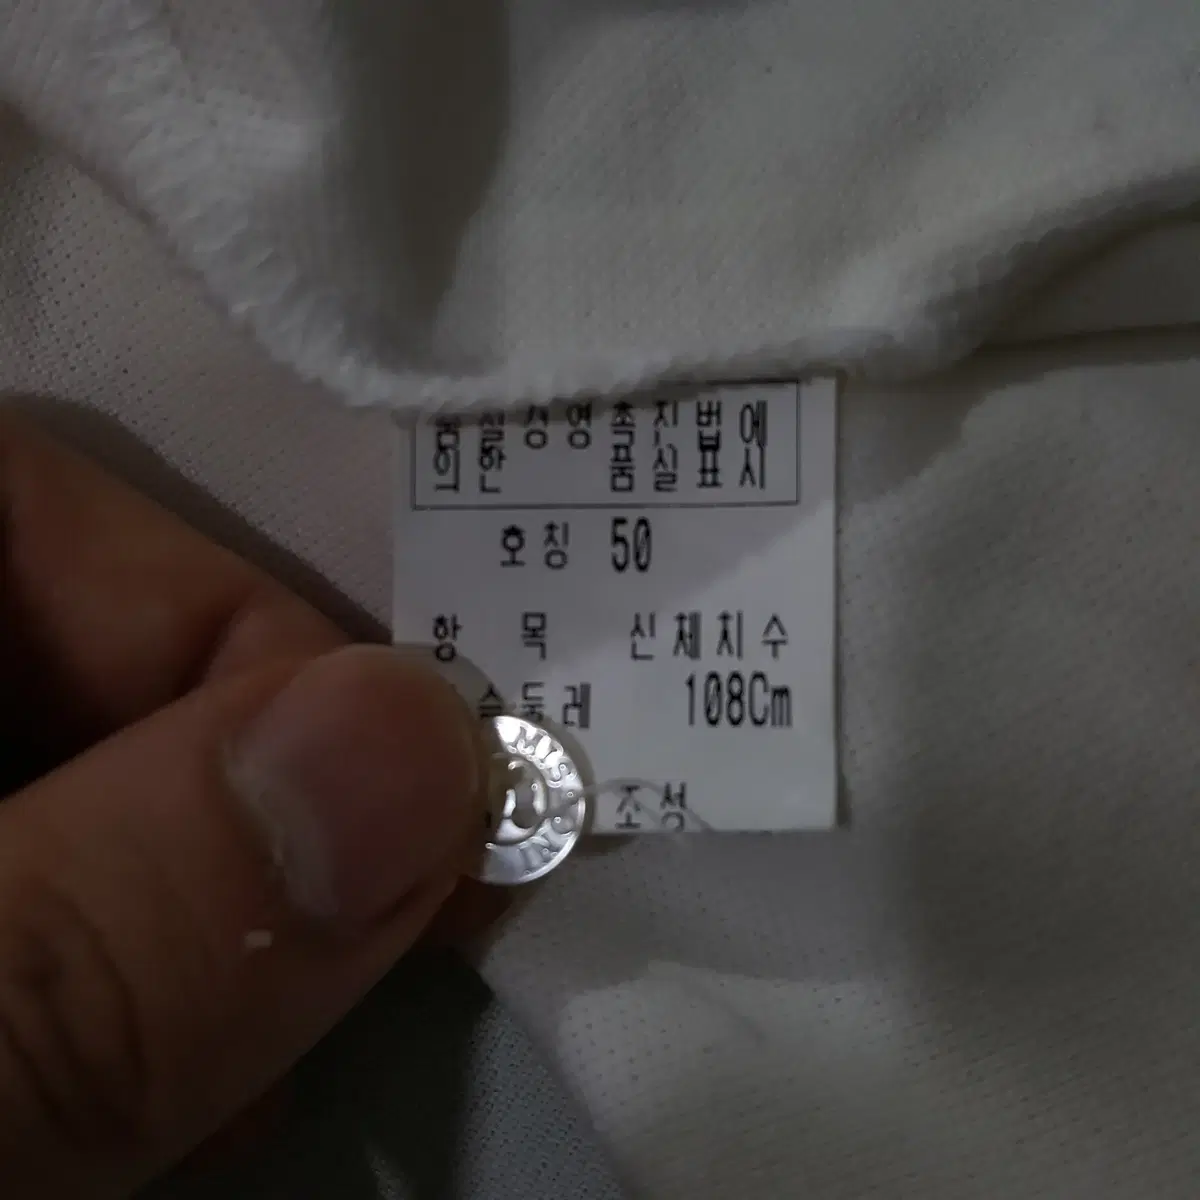 품질경영촉진법에
의한 품질표시
호칭 50
항목 신체치수
슴둘레 108Cm
조성